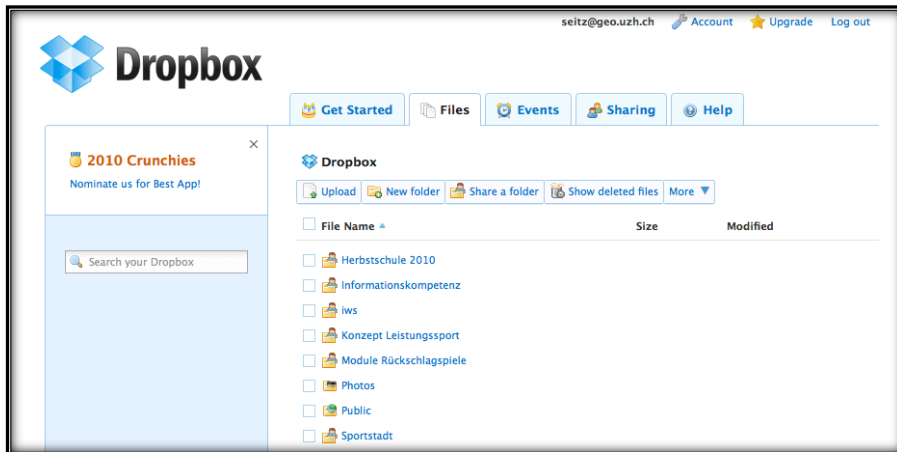 seitz@geo.uzh.ch Account Upgrade Log out
Dropbox
Get Started Files Events Sharing Help
×
2010 Crunchies
Nominate us for Best App!
Search your Dropbox
Dropbox
Upload New folder Share a folder Show deleted files More ▼
File Name ▲ Size Modified
Herbstschule 2010
Informationskompetenz
iws
Konzept Leistungssport
Module Rückschlagspiele
Photos
Public
Sportstadt